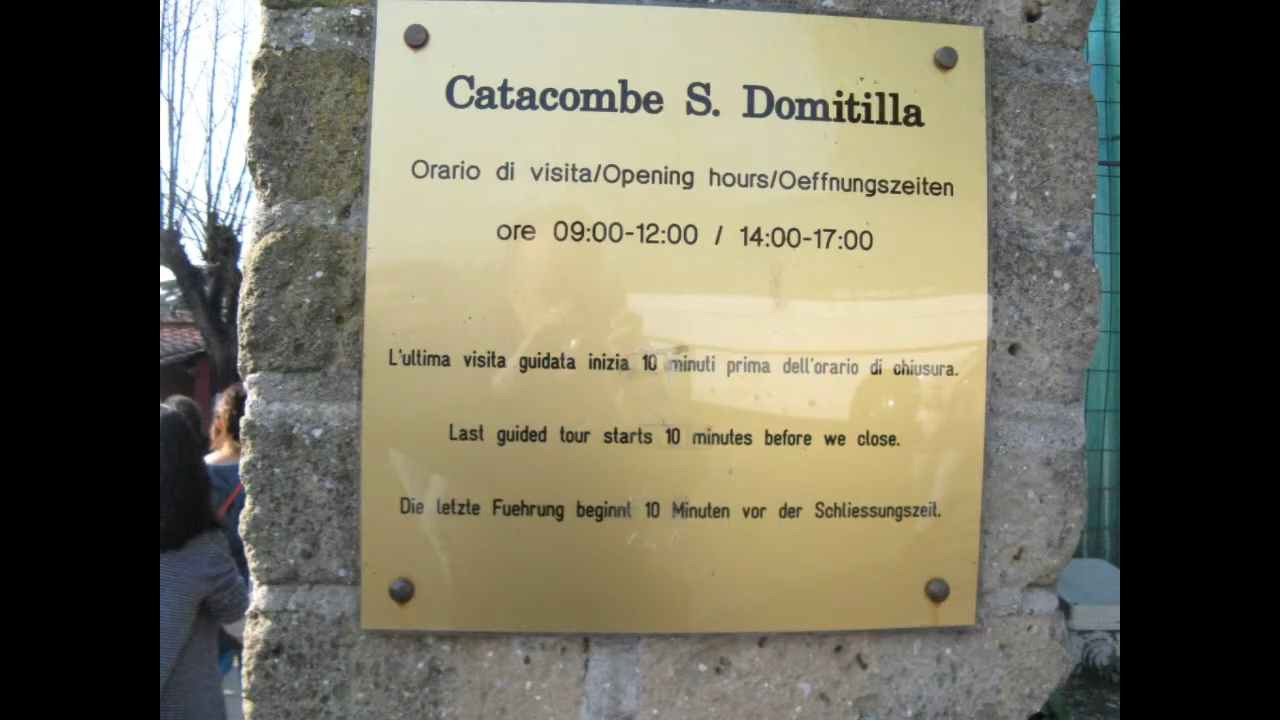 Catacombe S. Domitilla
Orario di visita/Opening hours/Oeffnungszeiten
ore 09:00-12:00 / 14:00-17:00
L'ultima visita guidata inizia 10 minuti prima dell'orario di chiusura.
Last guided tour starts 10 minutes before we close.
Die letzte Fuehrung beginnt 10 Minuten vor der Schliessungszeit.